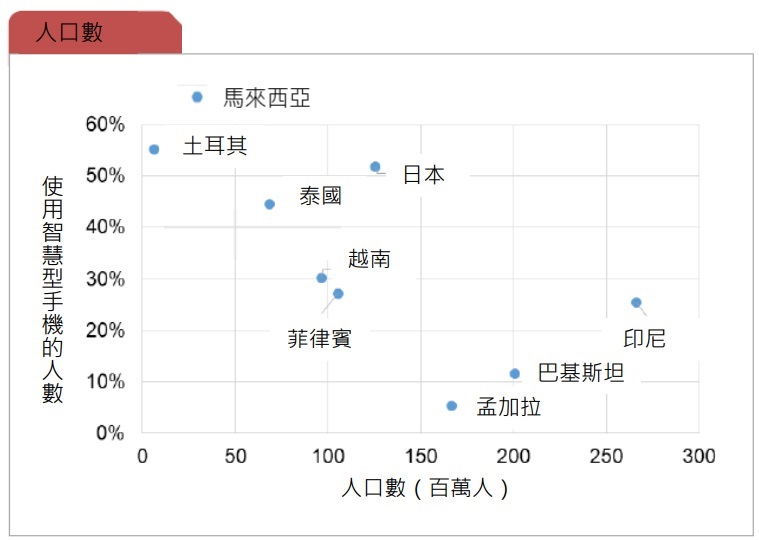 人口數
馬來西亞
60%
土耳其
50%
日本
泰國
40%
越南
30%
菲律賓
20%
印尼
巴基斯坦
10%
孟加拉
0%
使用智慧型手機的人數
0 50 100 150 200 250 300
人口數（百萬人）